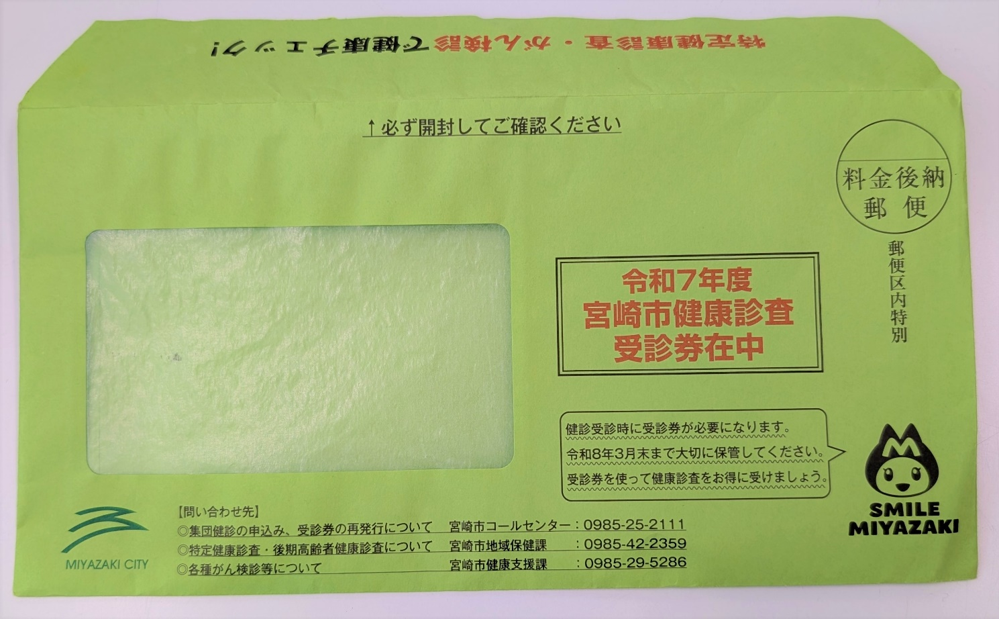 特定健康診査・がん検診で健康チェック！
↑必ず開封してご確認ください
料金後納
郵便
郵便区内特別
令和7年度
宮崎市健康診査
受診券在中
健診受診時に受診券が必要になります。
令和8年3月末まで大切に保管してください。
受診券を使って健康診査をお得に受けましょう。
SMILE
MIYAZAKI
MIYAZAKI CITY
【問い合わせ先】
◎集団健診の申込み、受診券の再発行について 宮崎市コールセンター：0985-25-2111
◎特定健康診査・後期高齢者健康診査について 宮崎市地域保健課 ：0985-42-2359
◎各種がん検診等について 宮崎市健康支援課 ：0985-29-5286